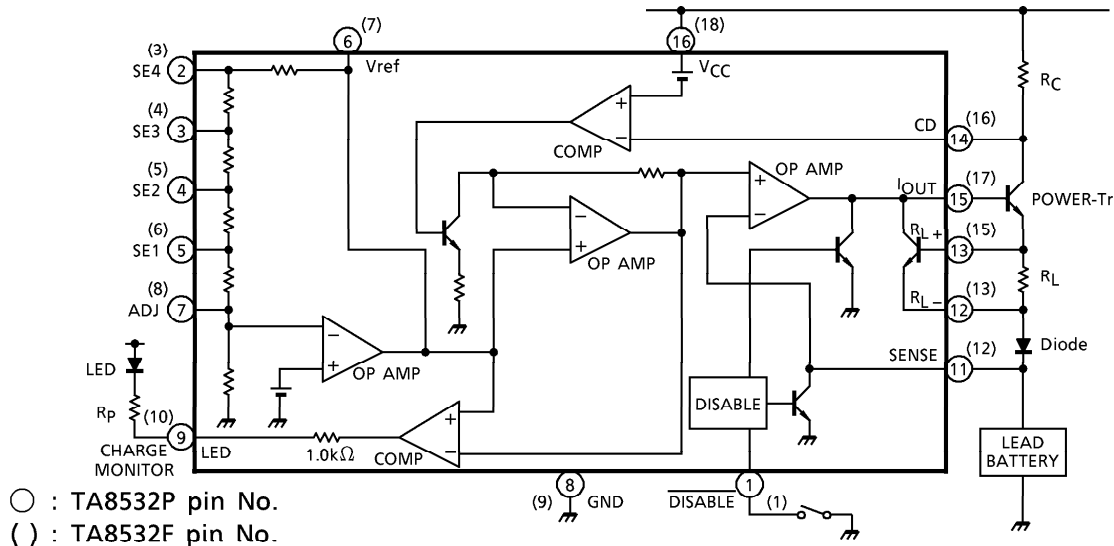 (7)
(18)
(3)
6
16
SE4 2
Vref
VCC
RC
(4)
SE3 3
COMP
CD
(16)
14
(5)
SE2 4
OP AMP
IOUT
(17)
15
POWER-Tr
(6)
SE1 5
OP AMP
RL+
(15)
13
(8)
ADJ 7
RL−
(13)
12
RL
LED
OP AMP
SENSE
(12)
11
Diode
RP
(10)
9
LED
DISABLE
CHARGE
MONITOR
1.0kΩ
COMP
LEAD
BATTERY
8
(9)
GND
DISABLE
1
(1)
○ : TA8532P pin No.
( ) : TA8532F pin No.